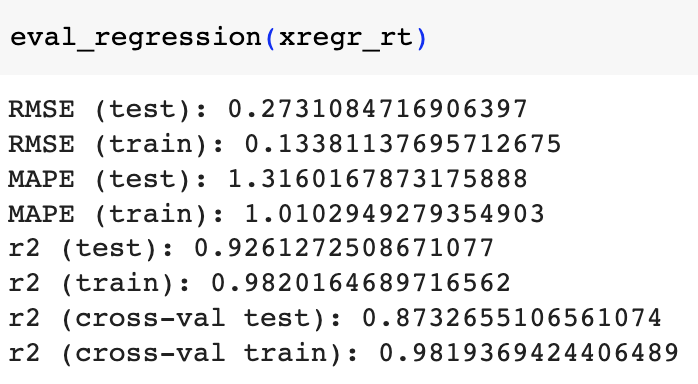 eval_regression(xregr_rt)
RMSE (test): 0.2731084716906397
RMSE (train): 0.13381137695712675
MAPE (test): 1.3160167873175888
MAPE (train): 1.0102949279354903
r2 (test): 0.9261272508671077
r2 (train): 0.9820164689716562
r2 (cross-val test): 0.8732655106561074
r2 (cross-val train): 0.9819369424406489